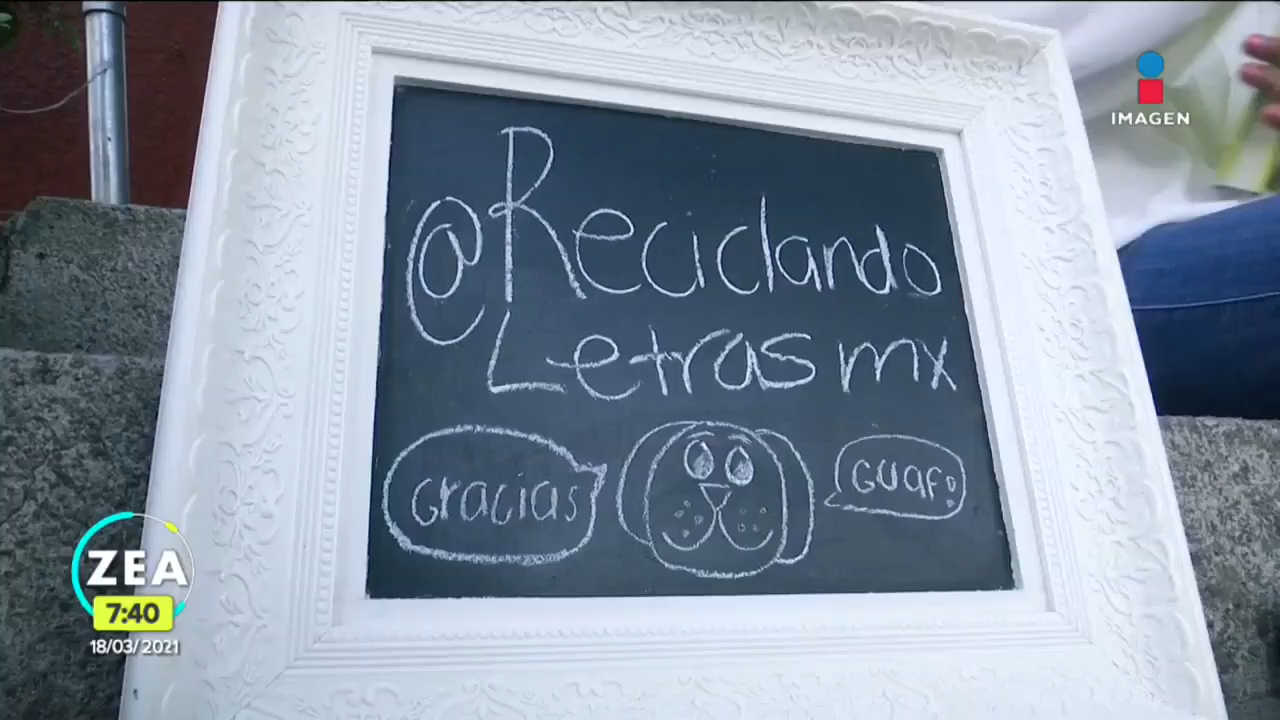 IMAGEN
@Reciclando
Letras mx
Gracias
GUAF!
ZEA
7:40
18/03/2021